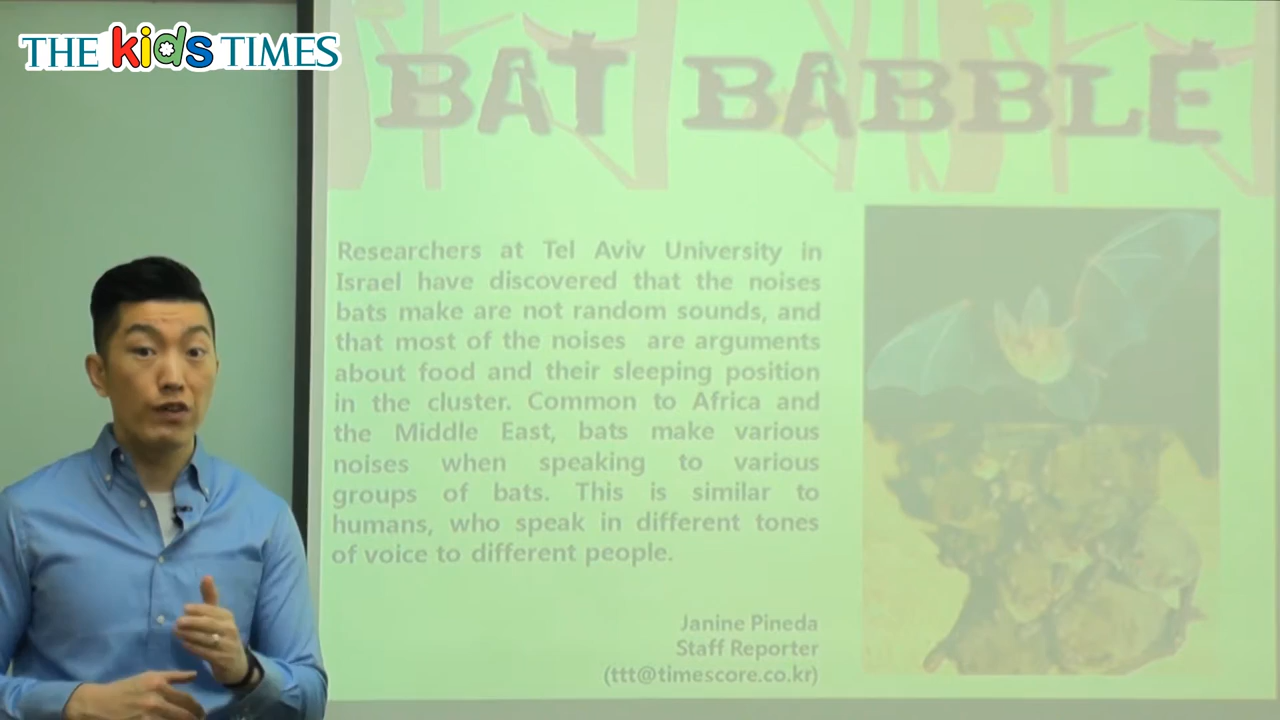 THE kids TIMES
BAT BABBLE
Researchers at Tel Aviv University in
Israel have discovered that the noises
bats make are not random sounds, and
that most of the noises are arguments
about food and their sleeping position
in the cluster. Common to Africa and
the Middle East, bats make various
noises when speaking to various
groups of bats. This is similar to
humans, who speak in different tones
of voice to different people.
Janine Pineda
Staff Reporter
(ttt@timescore.co.kr)